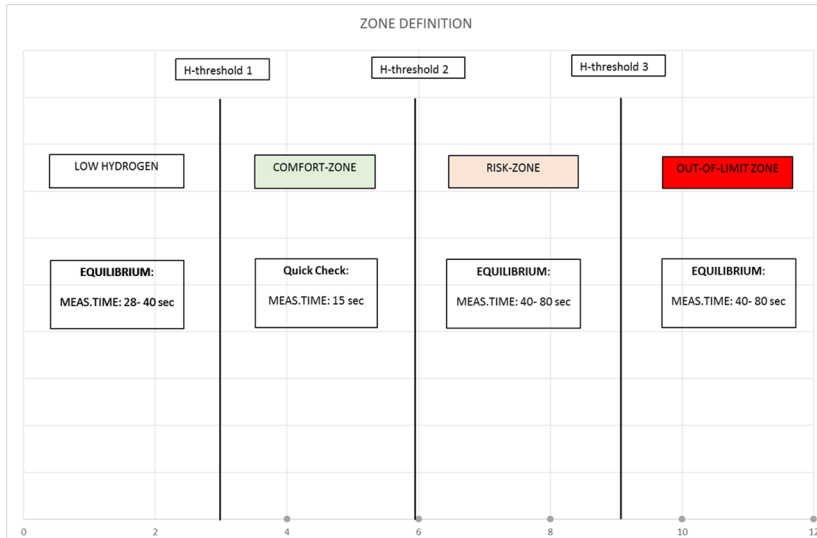 ZONE DEFINITION
H-threshold 1
H-threshold 2
H-threshold 3
LOW HYDROGEN
COMFORT-ZONE
RISK-ZONE
OUT-OF-LIMIT ZONE
EQUILIBRIUM:
MEAS.TIME: 28- 40 sec
Quick Check:
MEAS.TIME: 15 sec
EQUILIBRIUM:
MEAS.TIME: 40- 80 sec
EQUILIBRIUM:
MEAS.TIME: 40- 80 sec
0 2 4 6 8 10 12